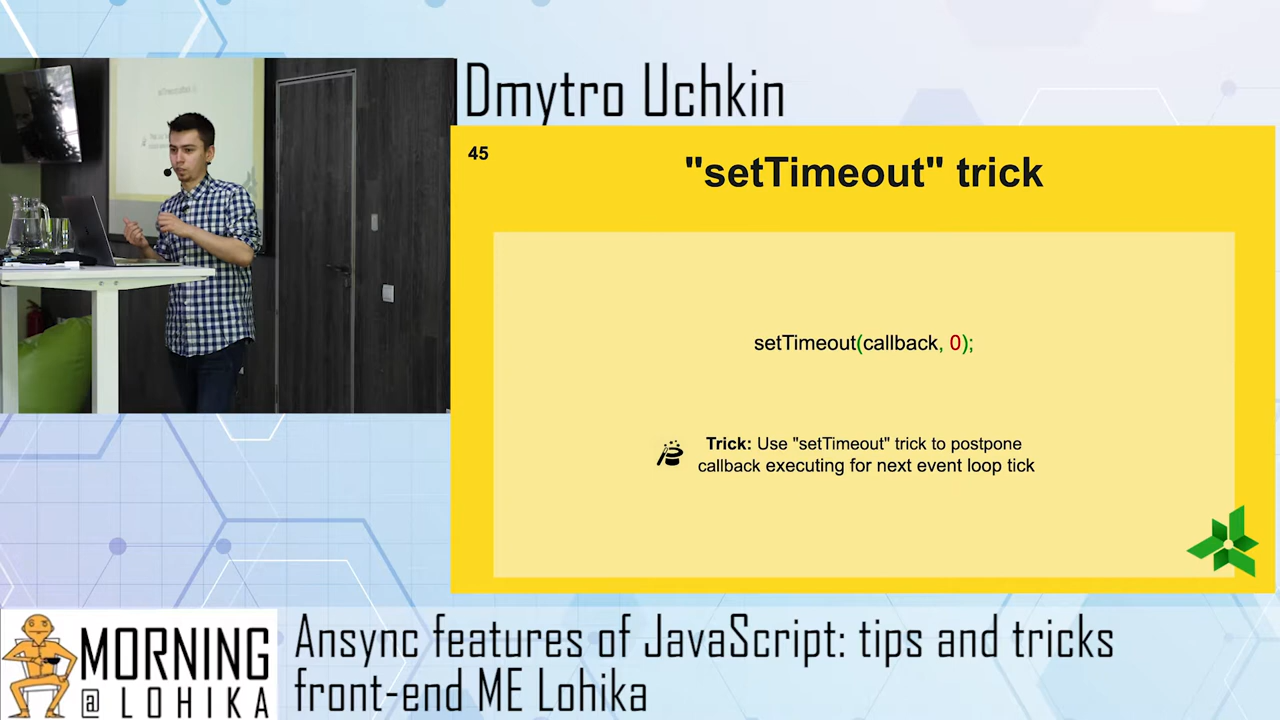 Dmytro Uchkin
45
"setTimeout" trick
setTimeout(callback, 0);
Trick: Use "setTimeout" trick to postpone
callback executing for next event loop tick
MORNING
@ LOHIKA
Ansync features of JavaScript: tips and tricks
front-end ME Lohika